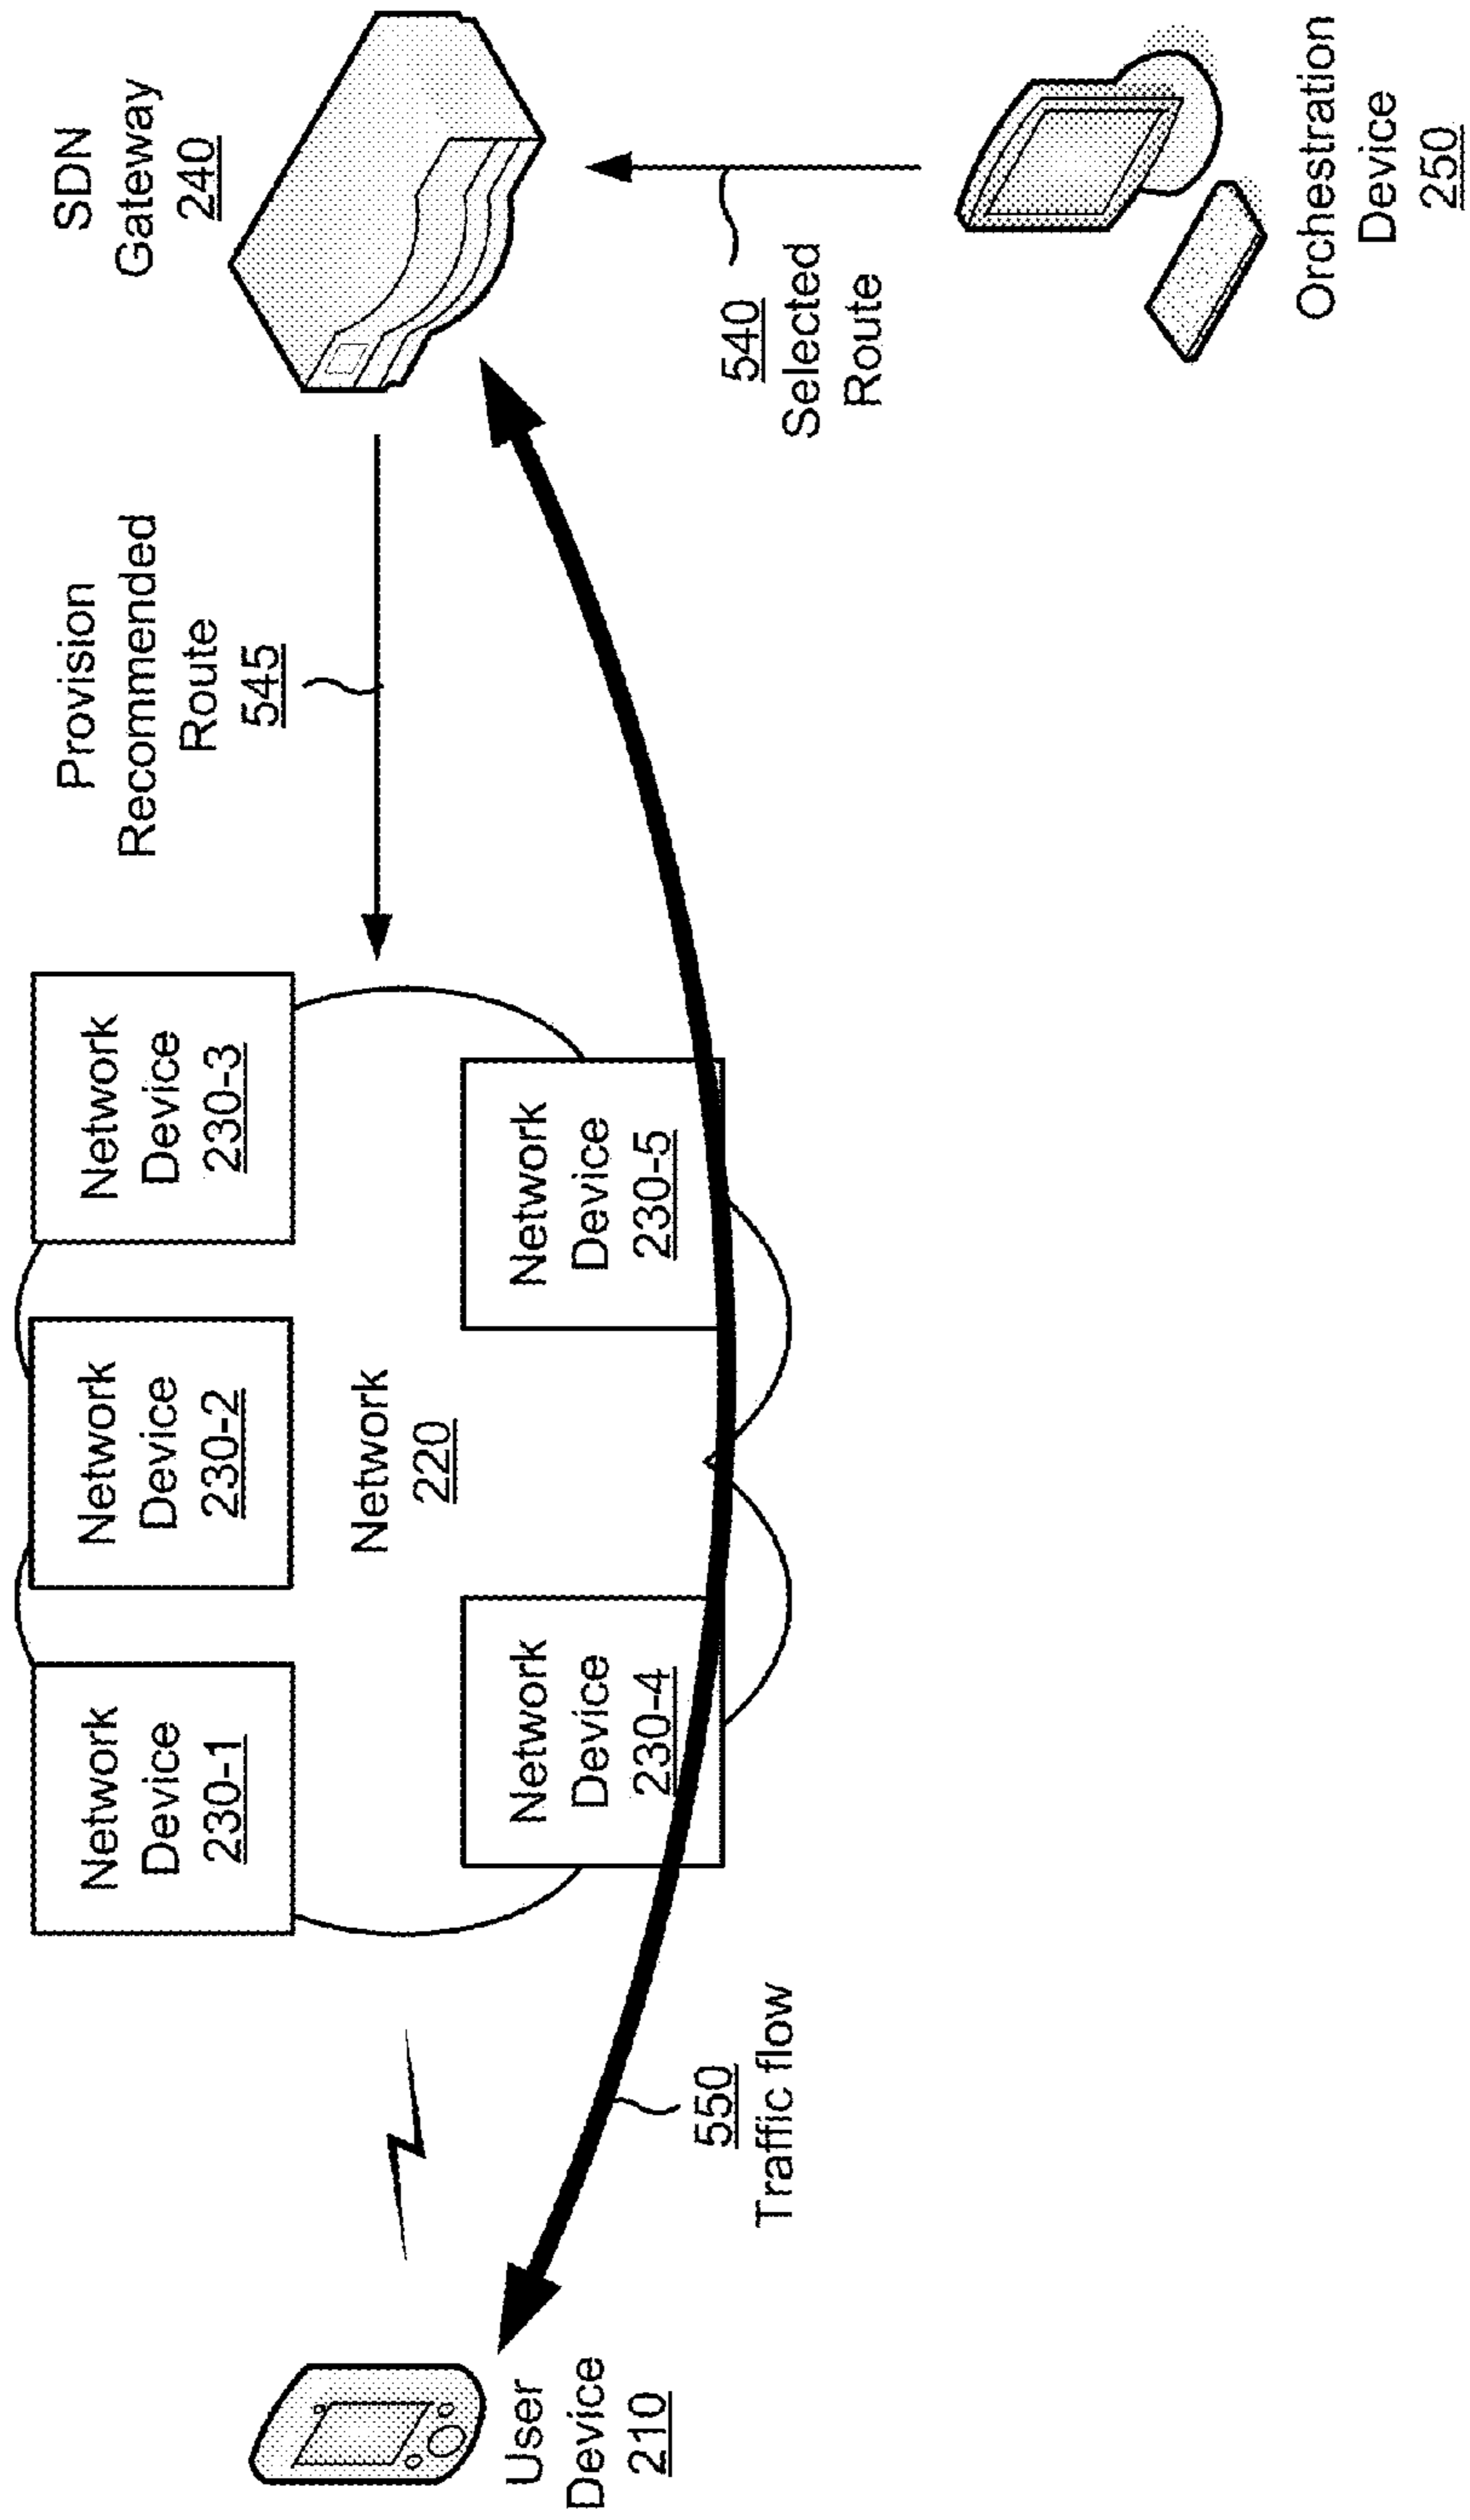 Network
Device
230-1
Network
Device
230-2
Network
Device
230-3
Provision
Recommended
Route
545
SDN
Gateway
240
User
Device
210
Network
220
Network
Device
230-4
Network
Device
230-5
550
Traffic flow
540
Selected
Route
Orchestration
Device
250